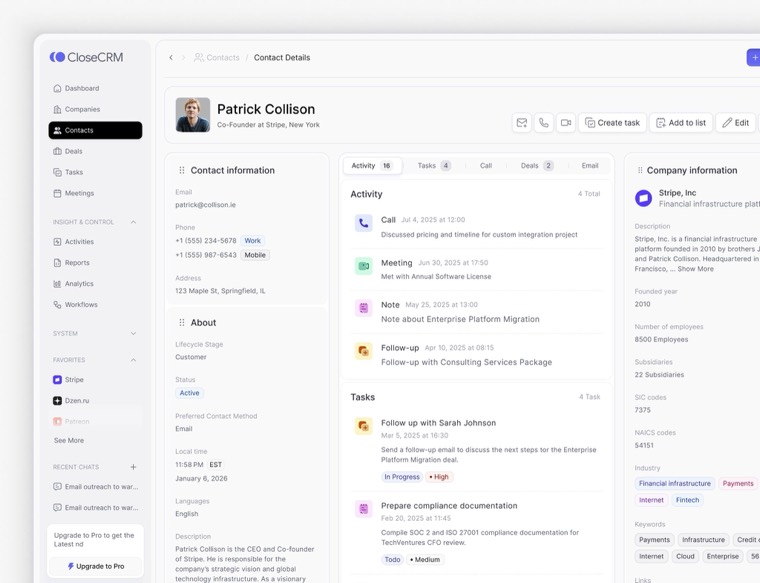 CloseCRM
Dashboard
Companies
Contacts
Deals
Tasks
Meetings
INSIGHT & CONTROL
Activities
Reports
Analytics
Workflows
SYSTEM
FAVORITES
Stripe
Dzen.ru
Patreon
See More
RECENT CHATS
Email outreach to war...
Email outreach to war...
Upgrade to Pro to get the
Latest nd
Upgrade to Pro
Contacts / Contact Details
Patrick Collison
Co-Founder at Stripe, New York
Create task
Add to list
Edit
Contact information
Email
patrick@collison.ie
Phone
+1 (555) 234-5678 Work
+1 (555) 987-6543 Mobile
Address
123 Maple St, Springfield, IL
About
Lifecycle Stage
Customer
Status
Active
Preferred Contact Method
Email
Local time
11:58 PM EST
January 6, 2026
Languages
English
Description
Patrick Collison is the CEO and Co-founder
of Stripe. He is responsible for the
company's strategic vision and global
technology infrastructure. As a visionary
Activity 16
Tasks 4
Call
Deals 2
Email
Activity 4 Total
Call Jul 4, 2025 at 12:00
Discussed pricing and timeline for custom integration project
Meeting Jun 30, 2025 at 17:50
Met with Annual Software License
Note May 25, 2025 at 13:00
Note about Enterprise Platform Migration
Follow-up Apr 10, 2025 at 08:15
Follow-up with Consulting Services Package
Tasks 4 Task
Follow up with Sarah Johnson
Mar 5, 2025 at 16:30
Send a follow-up email to discuss the next steps for the Enterprise
Platform Migration deal.
In Progress • High
Prepare compliance documentation
Feb 20, 2025 at 11:45
Compile SOC 2 and ISO 27001 compliance documentation for
TechVentures CFO review.
Todo • Medium
Company information
Stripe, Inc
Financial infrastructure platf
Description
Stripe, Inc. is a financial infrastructure
platform founded in 2010 by brothers J
and Patrick Collison. Headquartered in
Francisco, ... Show More
Founded year
2010
Number of employees
8500 Employees
Subsidiaries
22 Subsidiaries
SIC codes
7375
NAICS codes
54151
Industry
Financial infrastructure Payments
Internet Fintech
Keywords
Payments Infrastructure Credit c
Internet Cloud Enterprise 56
Links